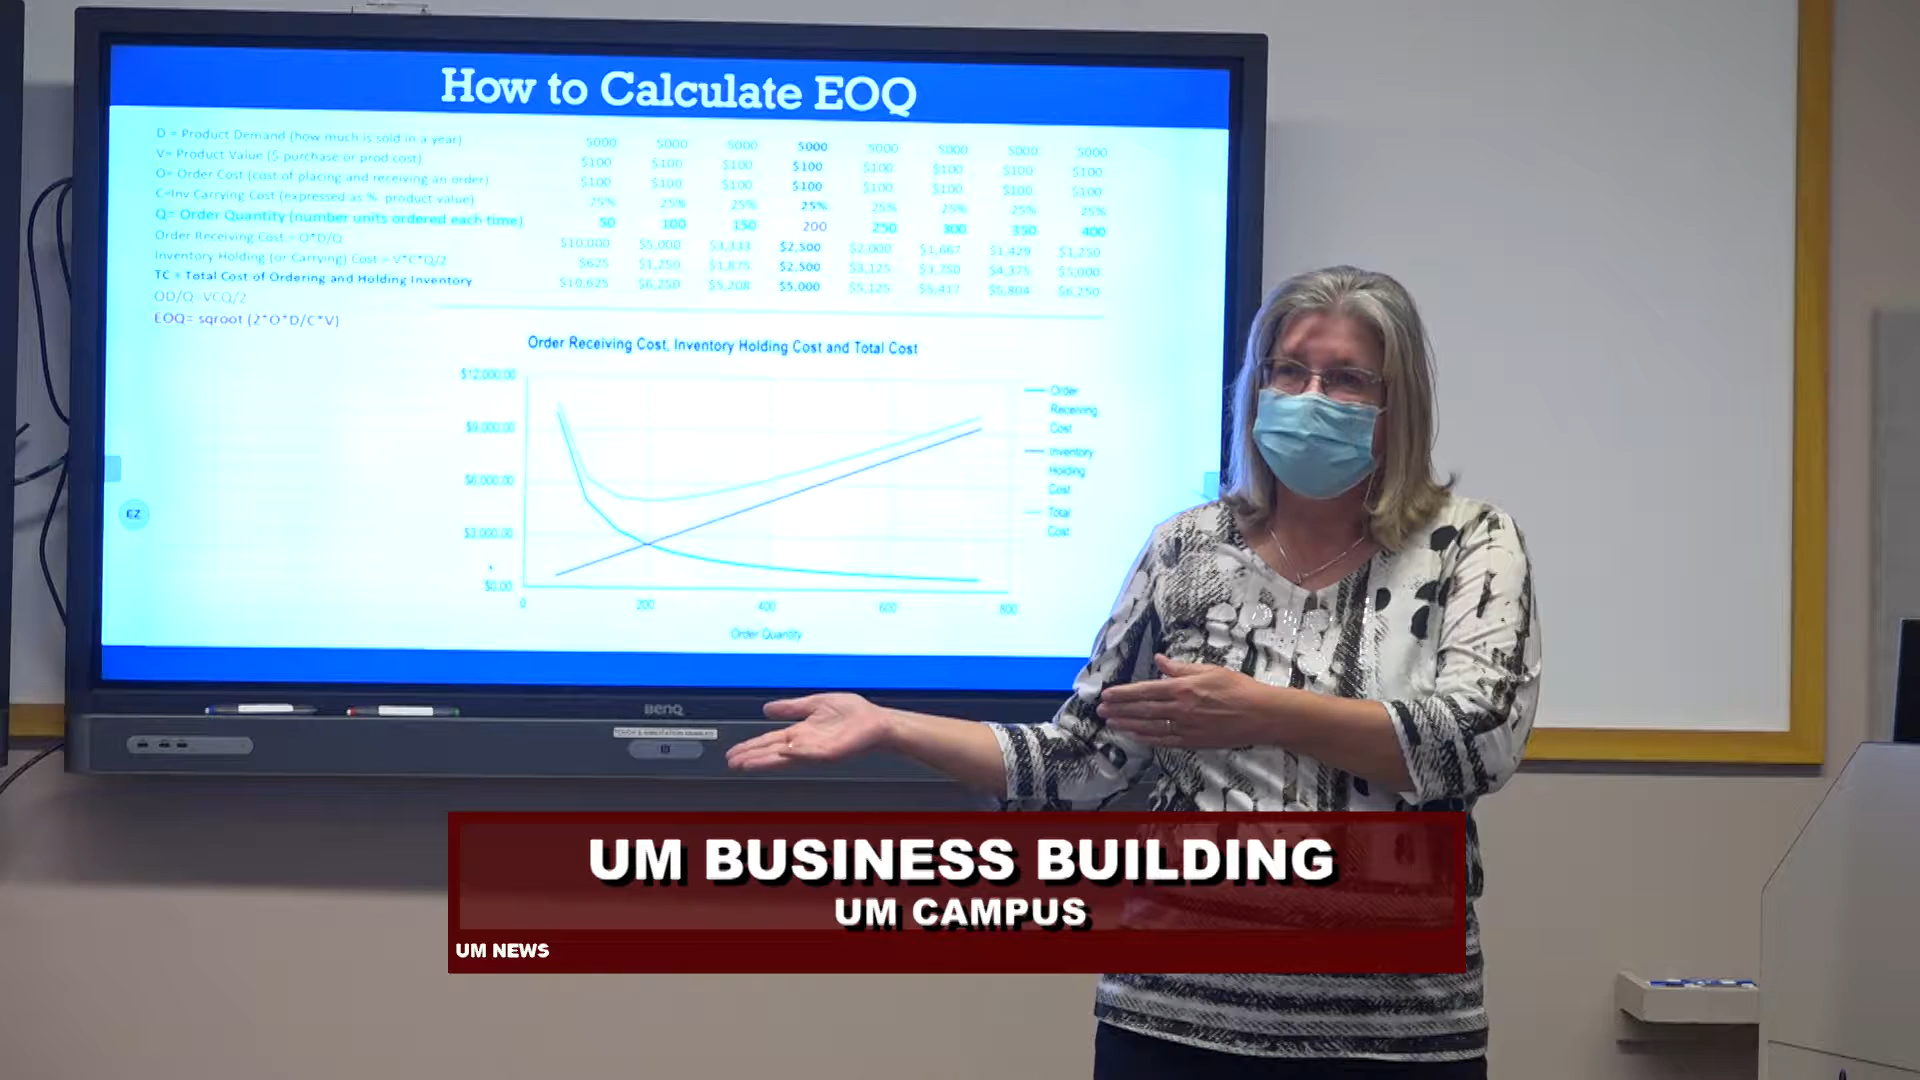 How to Calculate EOQ
D = Product Demand (how much is sold in a year) 5000 5000 5000 5000 5000 5000 5000 5000
V= Product Value ($ purchase or prod cost) $100 $100 $100 $100 $100 $100 $100 $100
O= Order Cost (cost of placing and receiving an order) $100 $100 $100 $100 $100 $100 $100 $100
C=Inv Carrying Cost (expressed as % product value) 25% 25% 25% 25% 25% 25% 25% 25%
Q= Order Quantity (number units ordered each time) 50 100 150 200 250 300 350 400
Order Receiving Cost = O*D/Q $10,000 $5,000 $3,333 $2,500 $2,000 $1,667 $1,429 $1,250
Inventory Holding (or Carrying) Cost = V*C*Q/2 $625 $1,250 $1,875 $2,500 $3,125 $3,750 $4,375 $5,000
TC = Total Cost of Ordering and Holding Inventory $10,625 $6,250 $5,208 $5,000 $5,125 $5,417 $5,804 $6,250
OD/Q=VCQ/2
EOQ= sqroot (2*O*D/C*V)
Order Receiving Cost, Inventory Holding Cost and Total Cost
$12,000.00
$9,000.00
$6,000.00
$3,000.00
$0.00
0 200 400 600 800
Order Quantity
Order
Receiving
Cost
Inventory
Holding
Cost
Total
Cost
EZ
BenQ
UM BUSINESS BUILDING
UM CAMPUS
UM NEWS